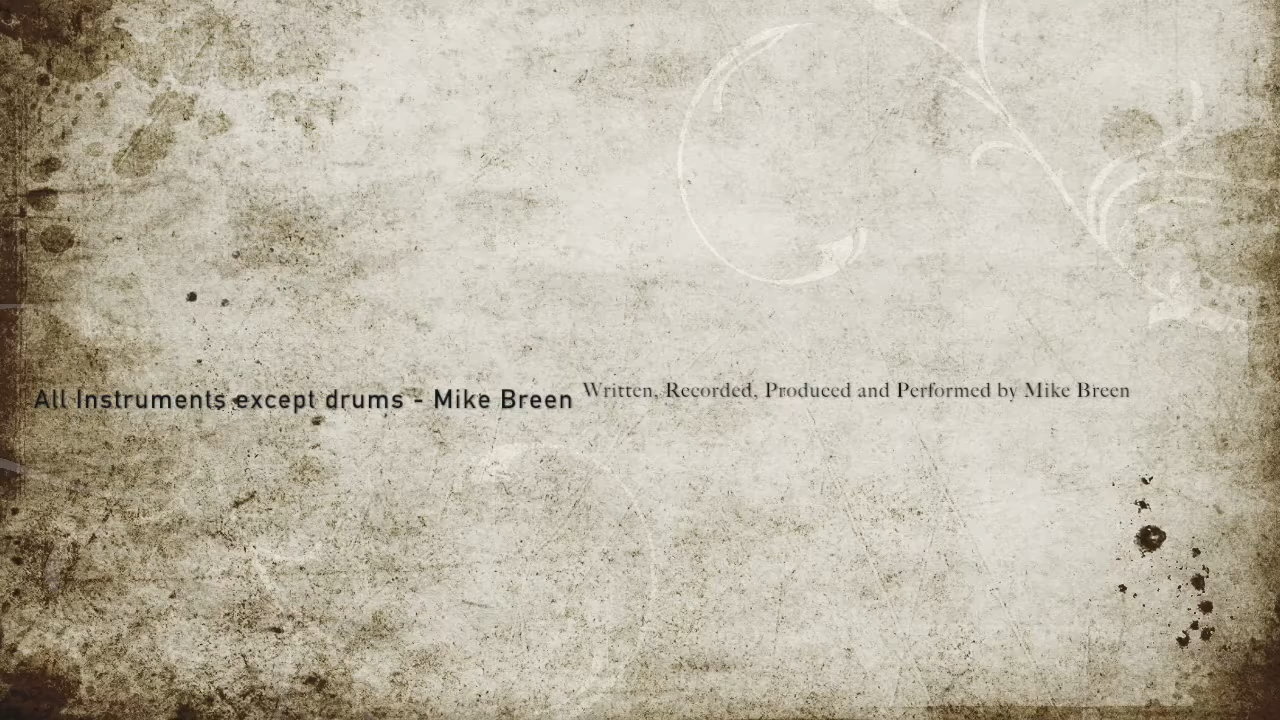 All Instruments except drums - Mike Breen
Written, Recorded, Produced and Performed by Mike Breen